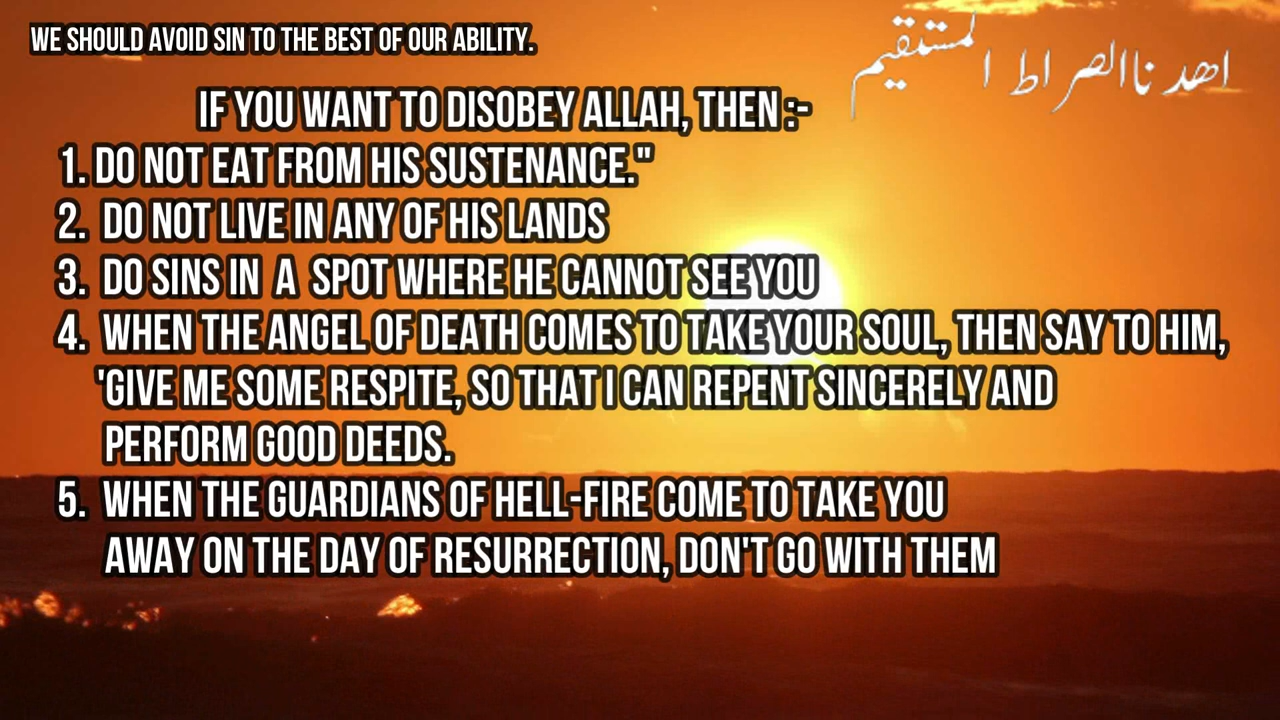 WE SHOULD AVOID SIN TO THE BEST OF OUR ABILITY.
اهدناالصراط المستقيم
IF YOU WANT TO DISOBEY ALLAH, THEN :-
1. DO NOT EAT FROM HIS SUSTENANCE."
2. DO NOT LIVE IN ANY OF HIS LANDS
3. DO SINS IN A SPOT WHERE HE CANNOT SEE YOU
4. WHEN THE ANGEL OF DEATH COMES TO TAKE YOUR SOUL, THEN SAY TO HIM,
'GIVE ME SOME RESPITE, SO THAT I CAN REPENT SINCERELY AND
PERFORM GOOD DEEDS.
5. WHEN THE GUARDIANS OF HELL-FIRE COME TO TAKE YOU
AWAY ON THE DAY OF RESURRECTION, DON'T GO WITH THEM